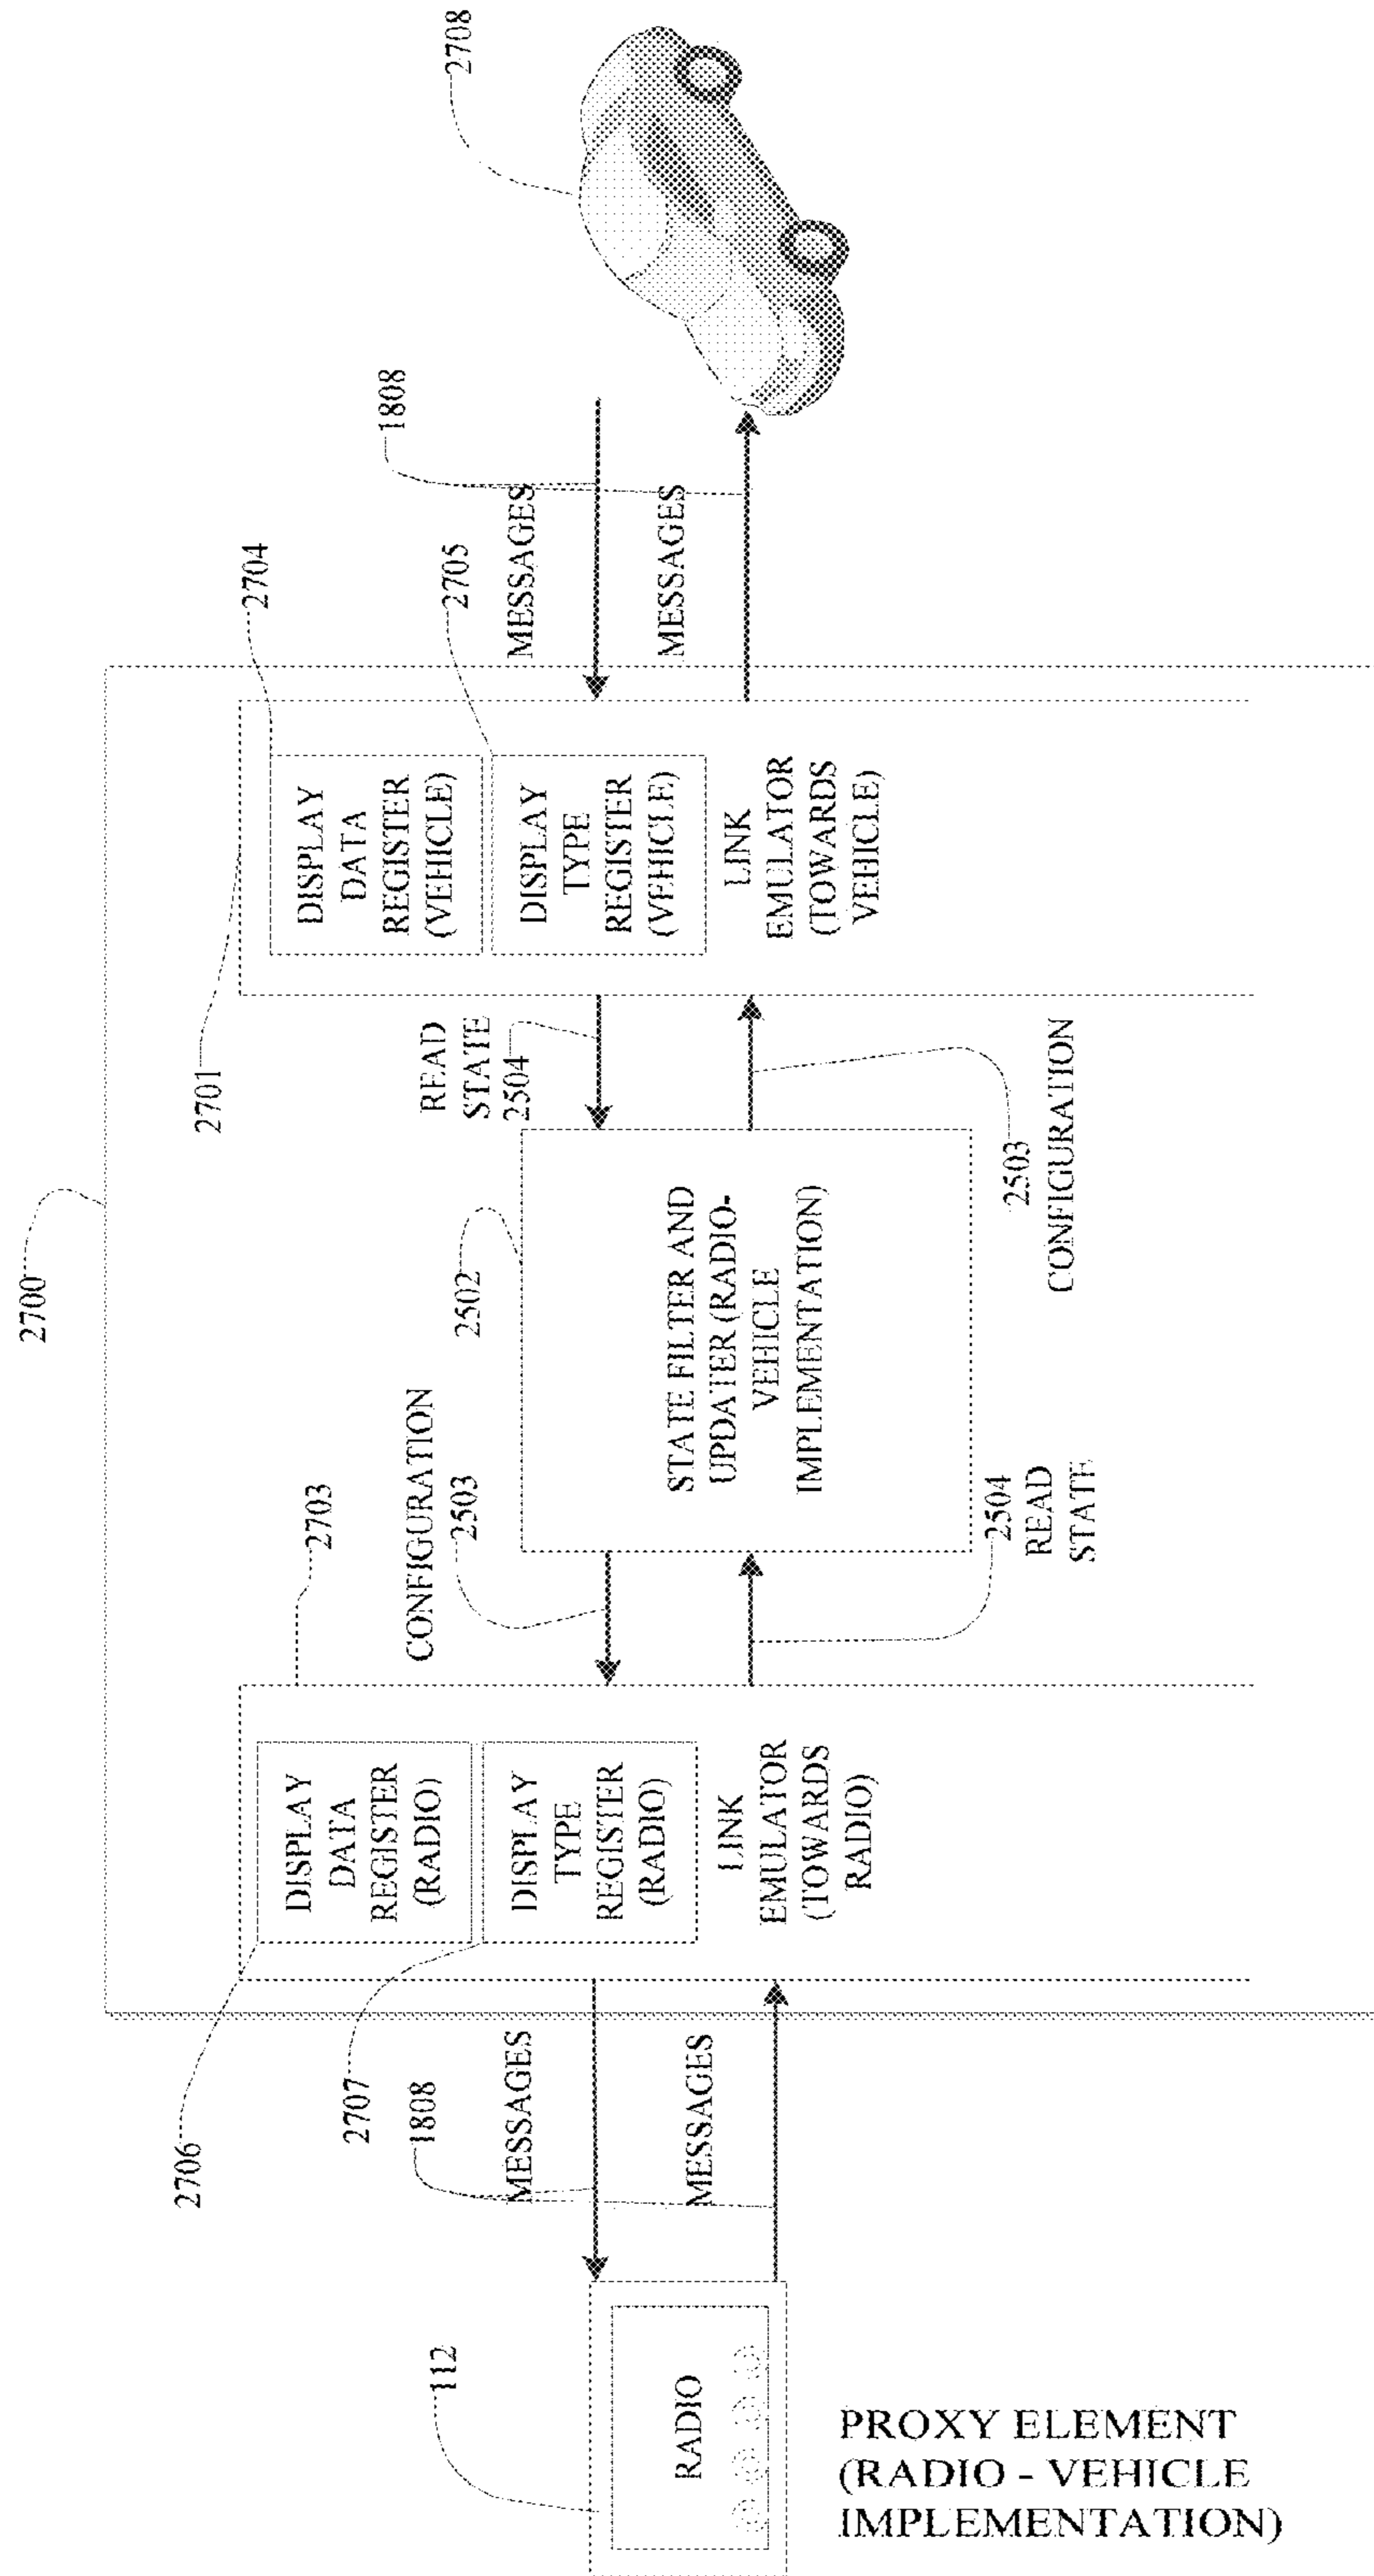 2700
2706
2707
1808
112
MESSAGES
MESSAGES
RADIO
2703
DISPLAY
DATA
REGISTER
(RADIO)
DISPLAY
TYPE
REGISTER
(RADIO)
LINK
EMULATOR
(TOWARDS
RADIO)
CONFIGURATION
2503
2504
READ
STATE
2502
STATE FILTER AND
UPDATER (RADIO-
VEHICLE
IMPLEMENTATION)
READ
STATE
2504
2503
CONFIGURATION
2701
2704
2705
DISPLAY
DATA
REGISTER
(VEHICLE)
DISPLAY
TYPE
REGISTER
(VEHICLE)
LINK
EMULATOR
(TOWARDS
VEHICLE)
MESSAGES
MESSAGES
1808
2708
PROXY ELEMENT
(RADIO - VEHICLE
IMPLEMENTATION)